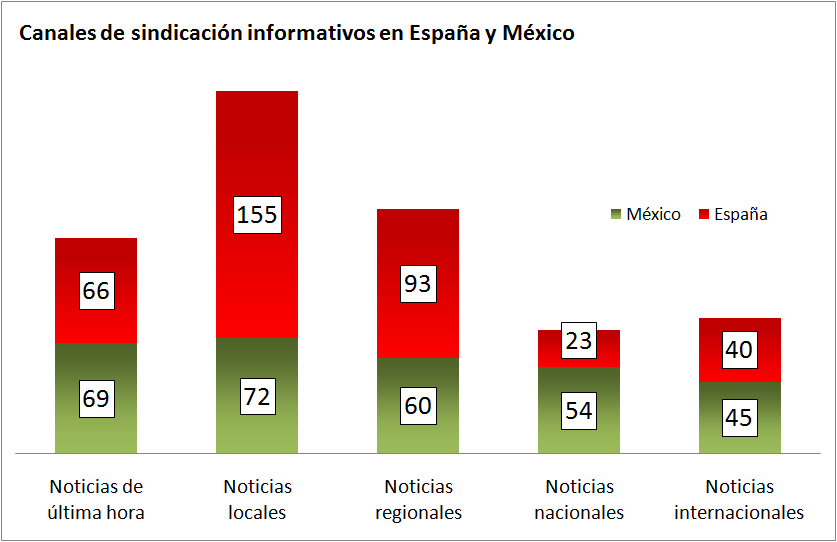 Canales de sindicación informativos en España y México
155
México España
66
93
23
40
69
72
60
54
45
Noticias de
última hora
Noticias
locales
Noticias
regionales
Noticias
nacionales
Noticias
internacionales